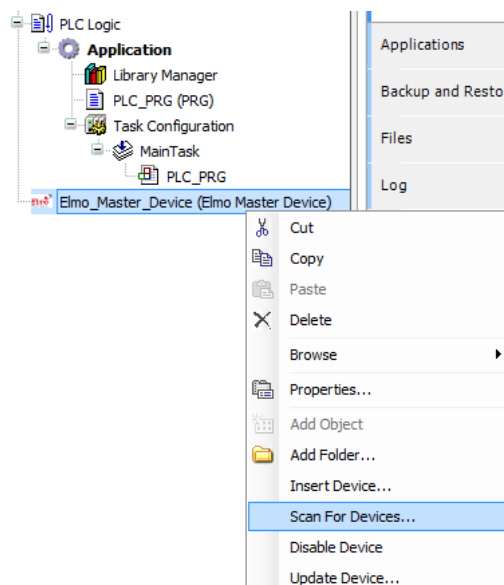 PLC Logic
Application
Library Manager
PLC_PRG (PRG)
Task Configuration
MainTask
PLC_PRG
Elmo_Master_Device (Elmo Master Device)
Applications
Backup and Resto
Files
Log
Cut
Copy
Paste
Delete
Browse
Properties...
Add Object
Add Folder...
Insert Device...
Scan For Devices...
Disable Device
Update Device...